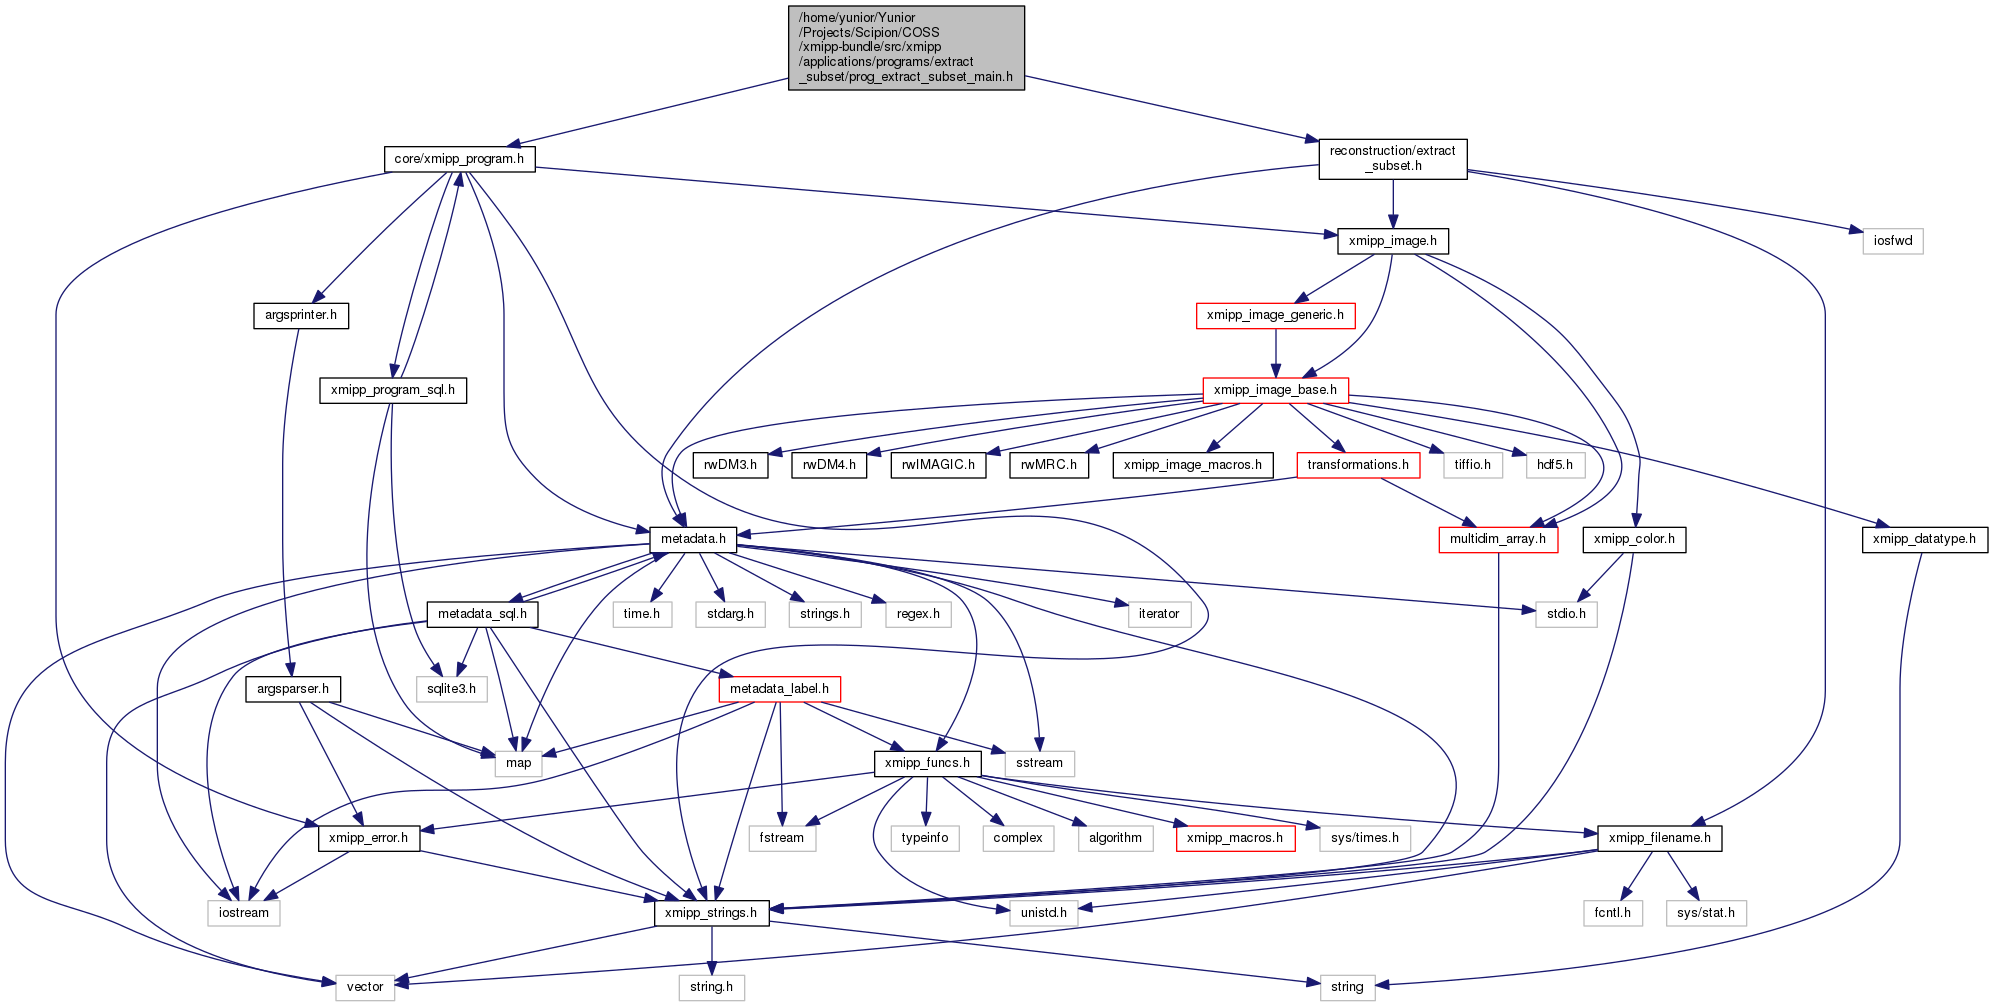 /home/yunior/Yunior
/Projects/Scipion/COSS
/xmipp-bundle/src/xmipp
/applications/programs/extract
_subset/prog_extract_subset_main.h
core/xmipp_program.h
reconstruction/extract
_subset.h
xmipp_image.h
iosfwd
argsprinter.h
xmipp_image_generic.h
xmipp_program_sql.h
xmipp_image_base.h
rwDM3.h
rwDM4.h
rwIMAGIC.h
rwMRC.h
xmipp_image_macros.h
transformations.h
tiffio.h
hdf5.h
metadata.h
multidim_array.h
xmipp_color.h
xmipp_datatype.h
metadata_sql.h
time.h
stdarg.h
strings.h
regex.h
iterator
stdio.h
argsparser.h
sqlite3.h
metadata_label.h
map
xmipp_funcs.h
sstream
xmipp_error.h
fstream
typeinfo
complex
algorithm
xmipp_macros.h
sys/times.h
xmipp_filename.h
iostream
xmipp_strings.h
unistd.h
fcntl.h
sys/stat.h
vector
string.h
string